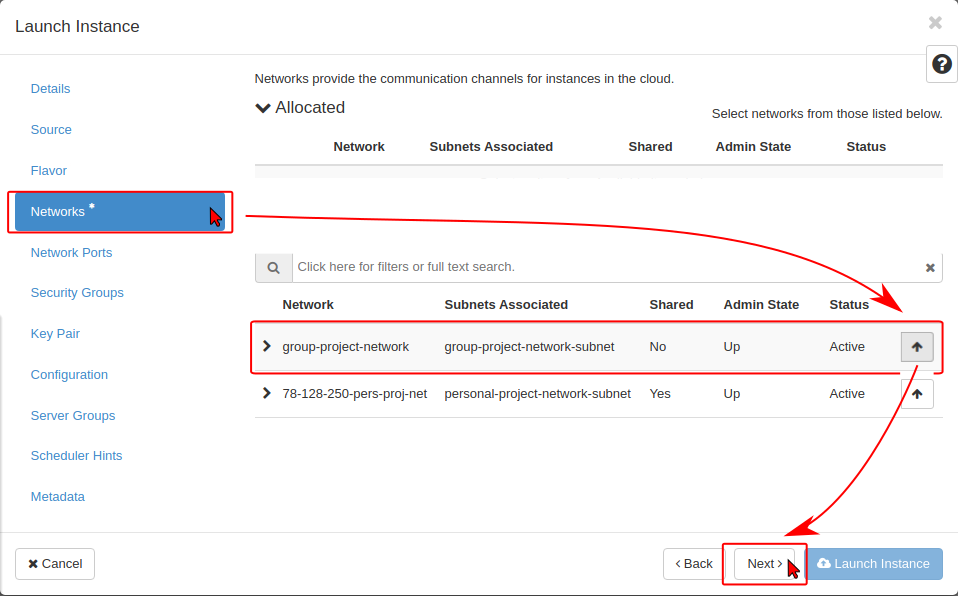 Launch Instance
Details
Source
Flavor
Networks *
Network Ports
Security Groups
Key Pair
Configuration
Server Groups
Scheduler Hints
Metadata
Networks provide the communication channels for instances in the cloud.
Allocated
Select networks from those listed below.
Network Subnets Associated Shared Admin State Status
Click here for filters or full text search.
Network Subnets Associated Shared Admin State Status
group-project-network group-project-network-subnet No Up Active
78-128-250-pers-proj-net personal-project-network-subnet Yes Up Active
Cancel
Back
Next
Launch Instance